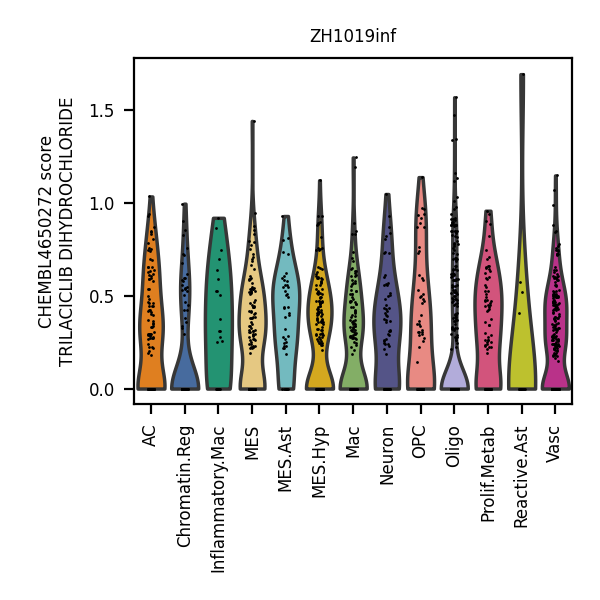 ZH1019inf
CHEMBL4650272 score
TRILACICLIB DIHYDROCHLORIDE
1.5
1.0
0.5
0.0
AC
Chromatin.Reg
Inflammatory.Mac
MES
MES.Ast
MES.Hyp
Mac
Neuron
OPC
Oligo
Prolif.Metab
Reactive.Ast
Vasc